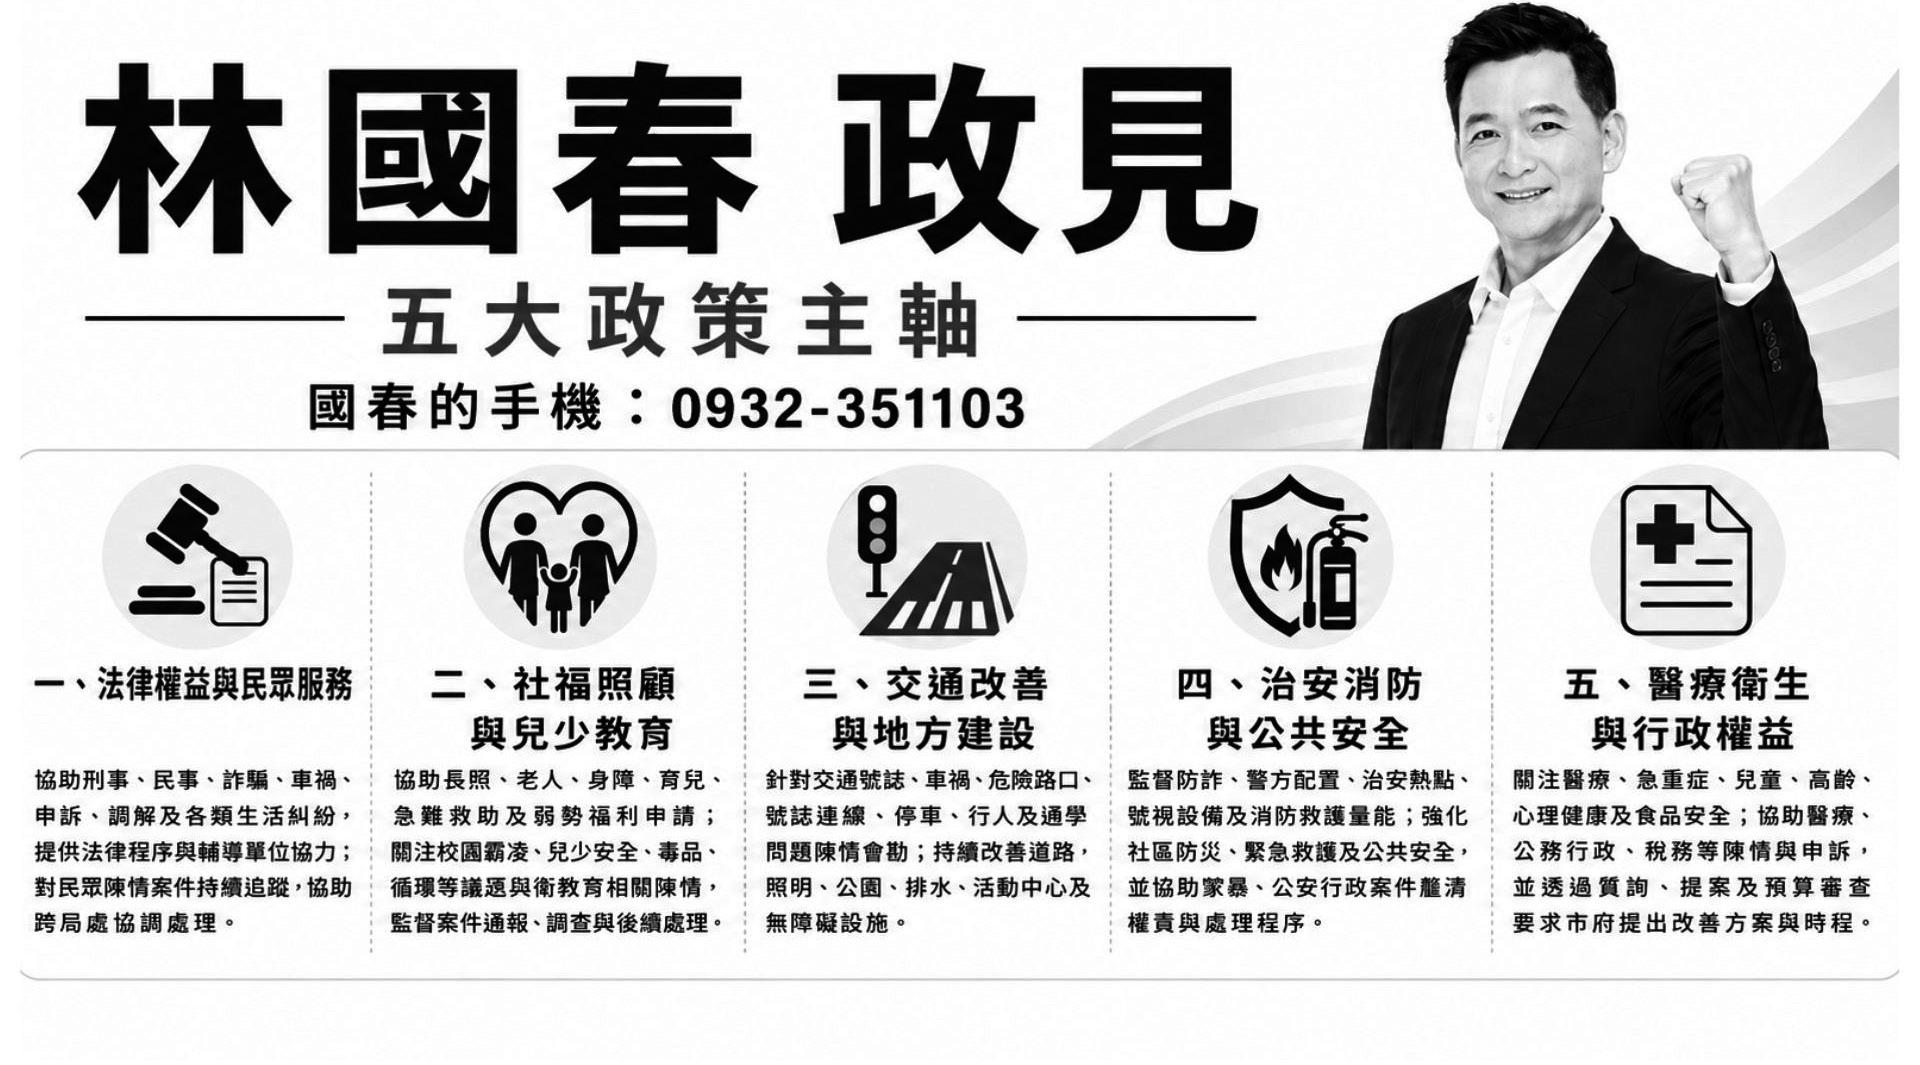 林國春 政見
五大政策主軸
國春的手機：0932-351103
一、法律權益與民眾服務
協助刑事、民事、詐騙、車禍、
申訴、調解及各類生活糾紛，
提供法律程序與輔導單位協力；
對民眾陳情案件持續追蹤，協助
跨局處協調處理。
二、社福照顧
與兒少教育
協助長照、老人、身障、育兒、
急難救助及弱勢福利申請；
關注校園霸凌、兒少安全、毒品、
循環等議題與衛教育相關陳情，
監督案件通報、調查與後續處理。
三、交通改善
與地方建設
針對交通號誌、車禍、危險路口、
號誌連線、停車、行人及通學
問題陳情會勘；持續改善道路，
照明、公園、排水、活動中心及
無障礙設施。
四、治安消防
與公共安全
監督防詐、警方配置、治安熱點、
號視設備及消防救護量能；強化
社區防災、緊急救護及公共安全，
並協助家暴、公安行政案件釐清
權責與處理程序。
五、醫療衛生
與行政權益
關注醫療、急重症、兒童、高齡、
心理健康及食品安全；協助醫療、
公務行政、稅務等陳情與申訴，
並透過質詢、提案及預算審查
要求市府提出改善方案與時程。